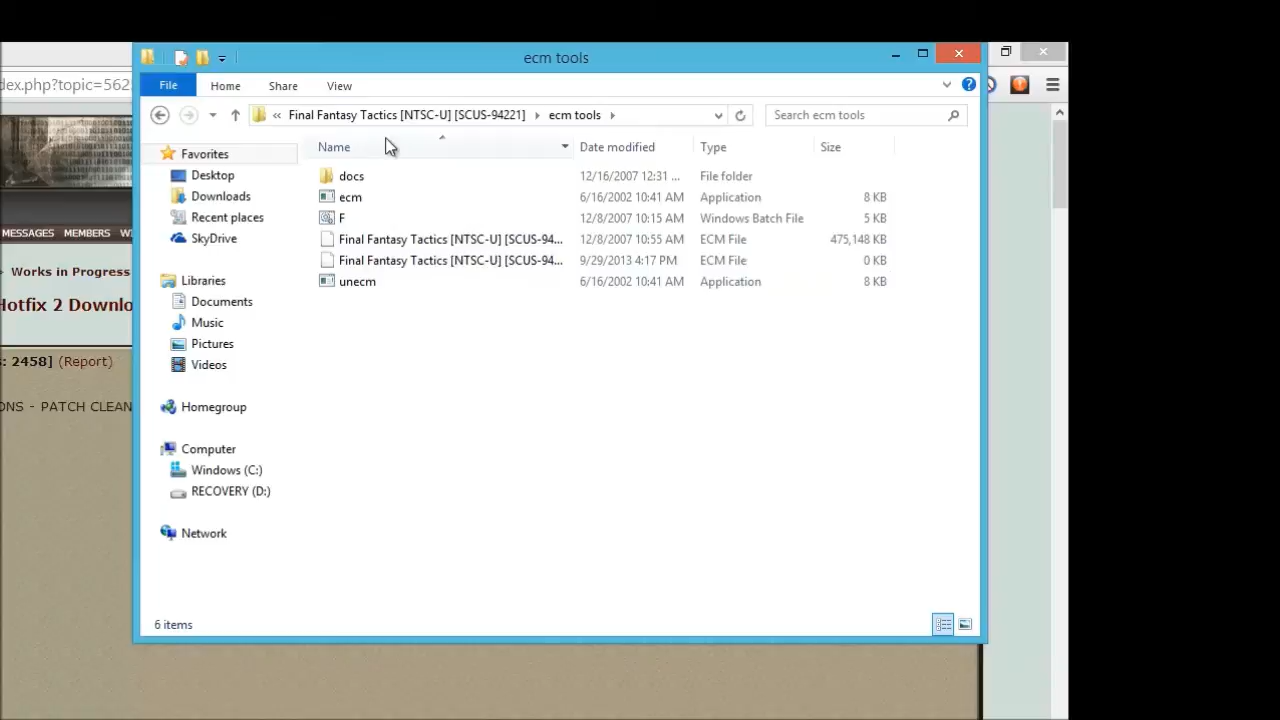 ecm tools
dex.php?topic=562
File Home Share View
« Final Fantasy Tactics [NTSC-U] [SCUS-94221] ecm tools
Search ecm tools
Name Date modified Type Size
Favorites
Desktop
Downloads
Recent places
SkyDrive
Libraries
Documents
Music
Pictures
Videos
Homegroup
Computer
Windows (C:)
RECOVERY (D:)
Network
docs 12/16/2007 12:31 ... File folder
ecm 6/16/2002 10:41 AM Application 8 KB
F 12/8/2007 10:15 AM Windows Batch File 5 KB
Final Fantasy Tactics [NTSC-U] [SCUS-94... 12/8/2007 10:55 AM ECM File 475,148 KB
Final Fantasy Tactics [NTSC-U] [SCUS-94... 9/29/2013 4:17 PM ECM File 0 KB
unecm 6/16/2002 10:41 AM Application 8 KB
6 items
MESSAGES MEMBERS WI
Works in Progress
Hotfix 2 Downlo
s: 2458] (Report)
ONS - PATCH CLEAN